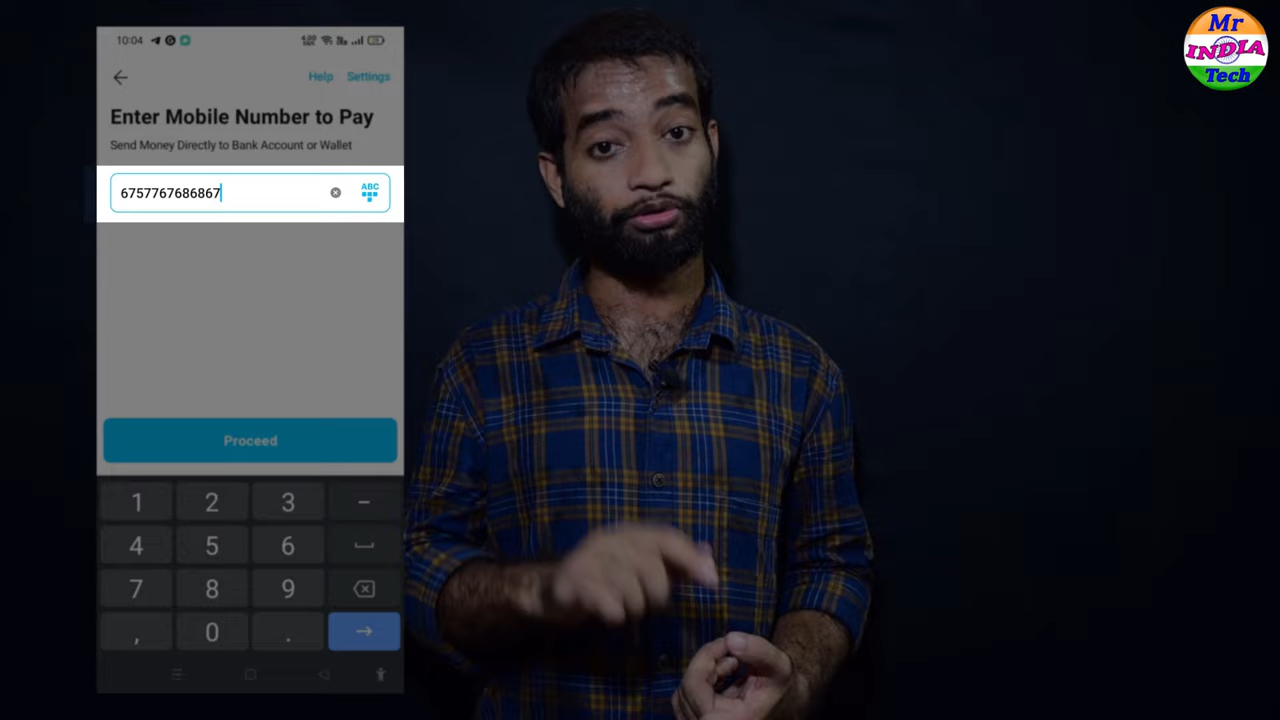 10:04
Help Settings
Enter Mobile Number to Pay
Send Money Directly to Bank Account or Wallet
6757767686867
ABC
Proceed
1 2 3 -
4 5 6
7 8 9
, 0 .
Mr
INDIA
Tech